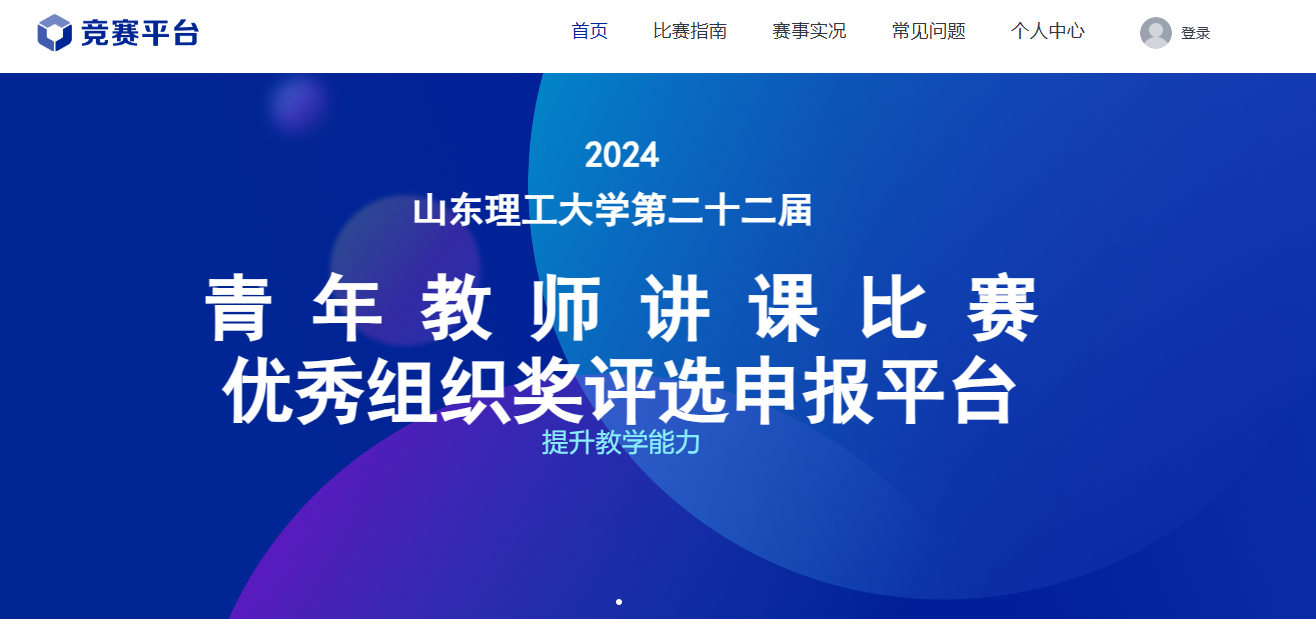 竞赛平台
首页 比赛指南 赛事实况 常见问题 个人中心 登录
2024
山东理工大学第二十二届
青年教师讲课比赛
优秀组织奖评选申报平台
提升教学能力